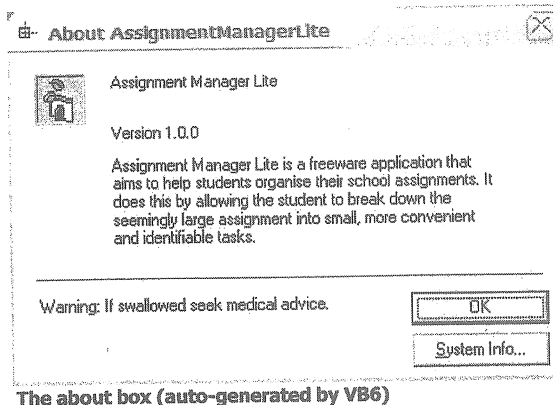 About AssignmentManagerLite
Assignment Manager Lite
Version 1.0.0
Assignment Manager Lite is a freeware application that
aims to help students organise their school assignments. It
does this by allowing the student to break down the
seemingly large assignment into small, more convenient
and identifiable tasks.
Warning: If swallowed seek medical advice.
OK
System Info...
The about box (auto-generated by VB6)